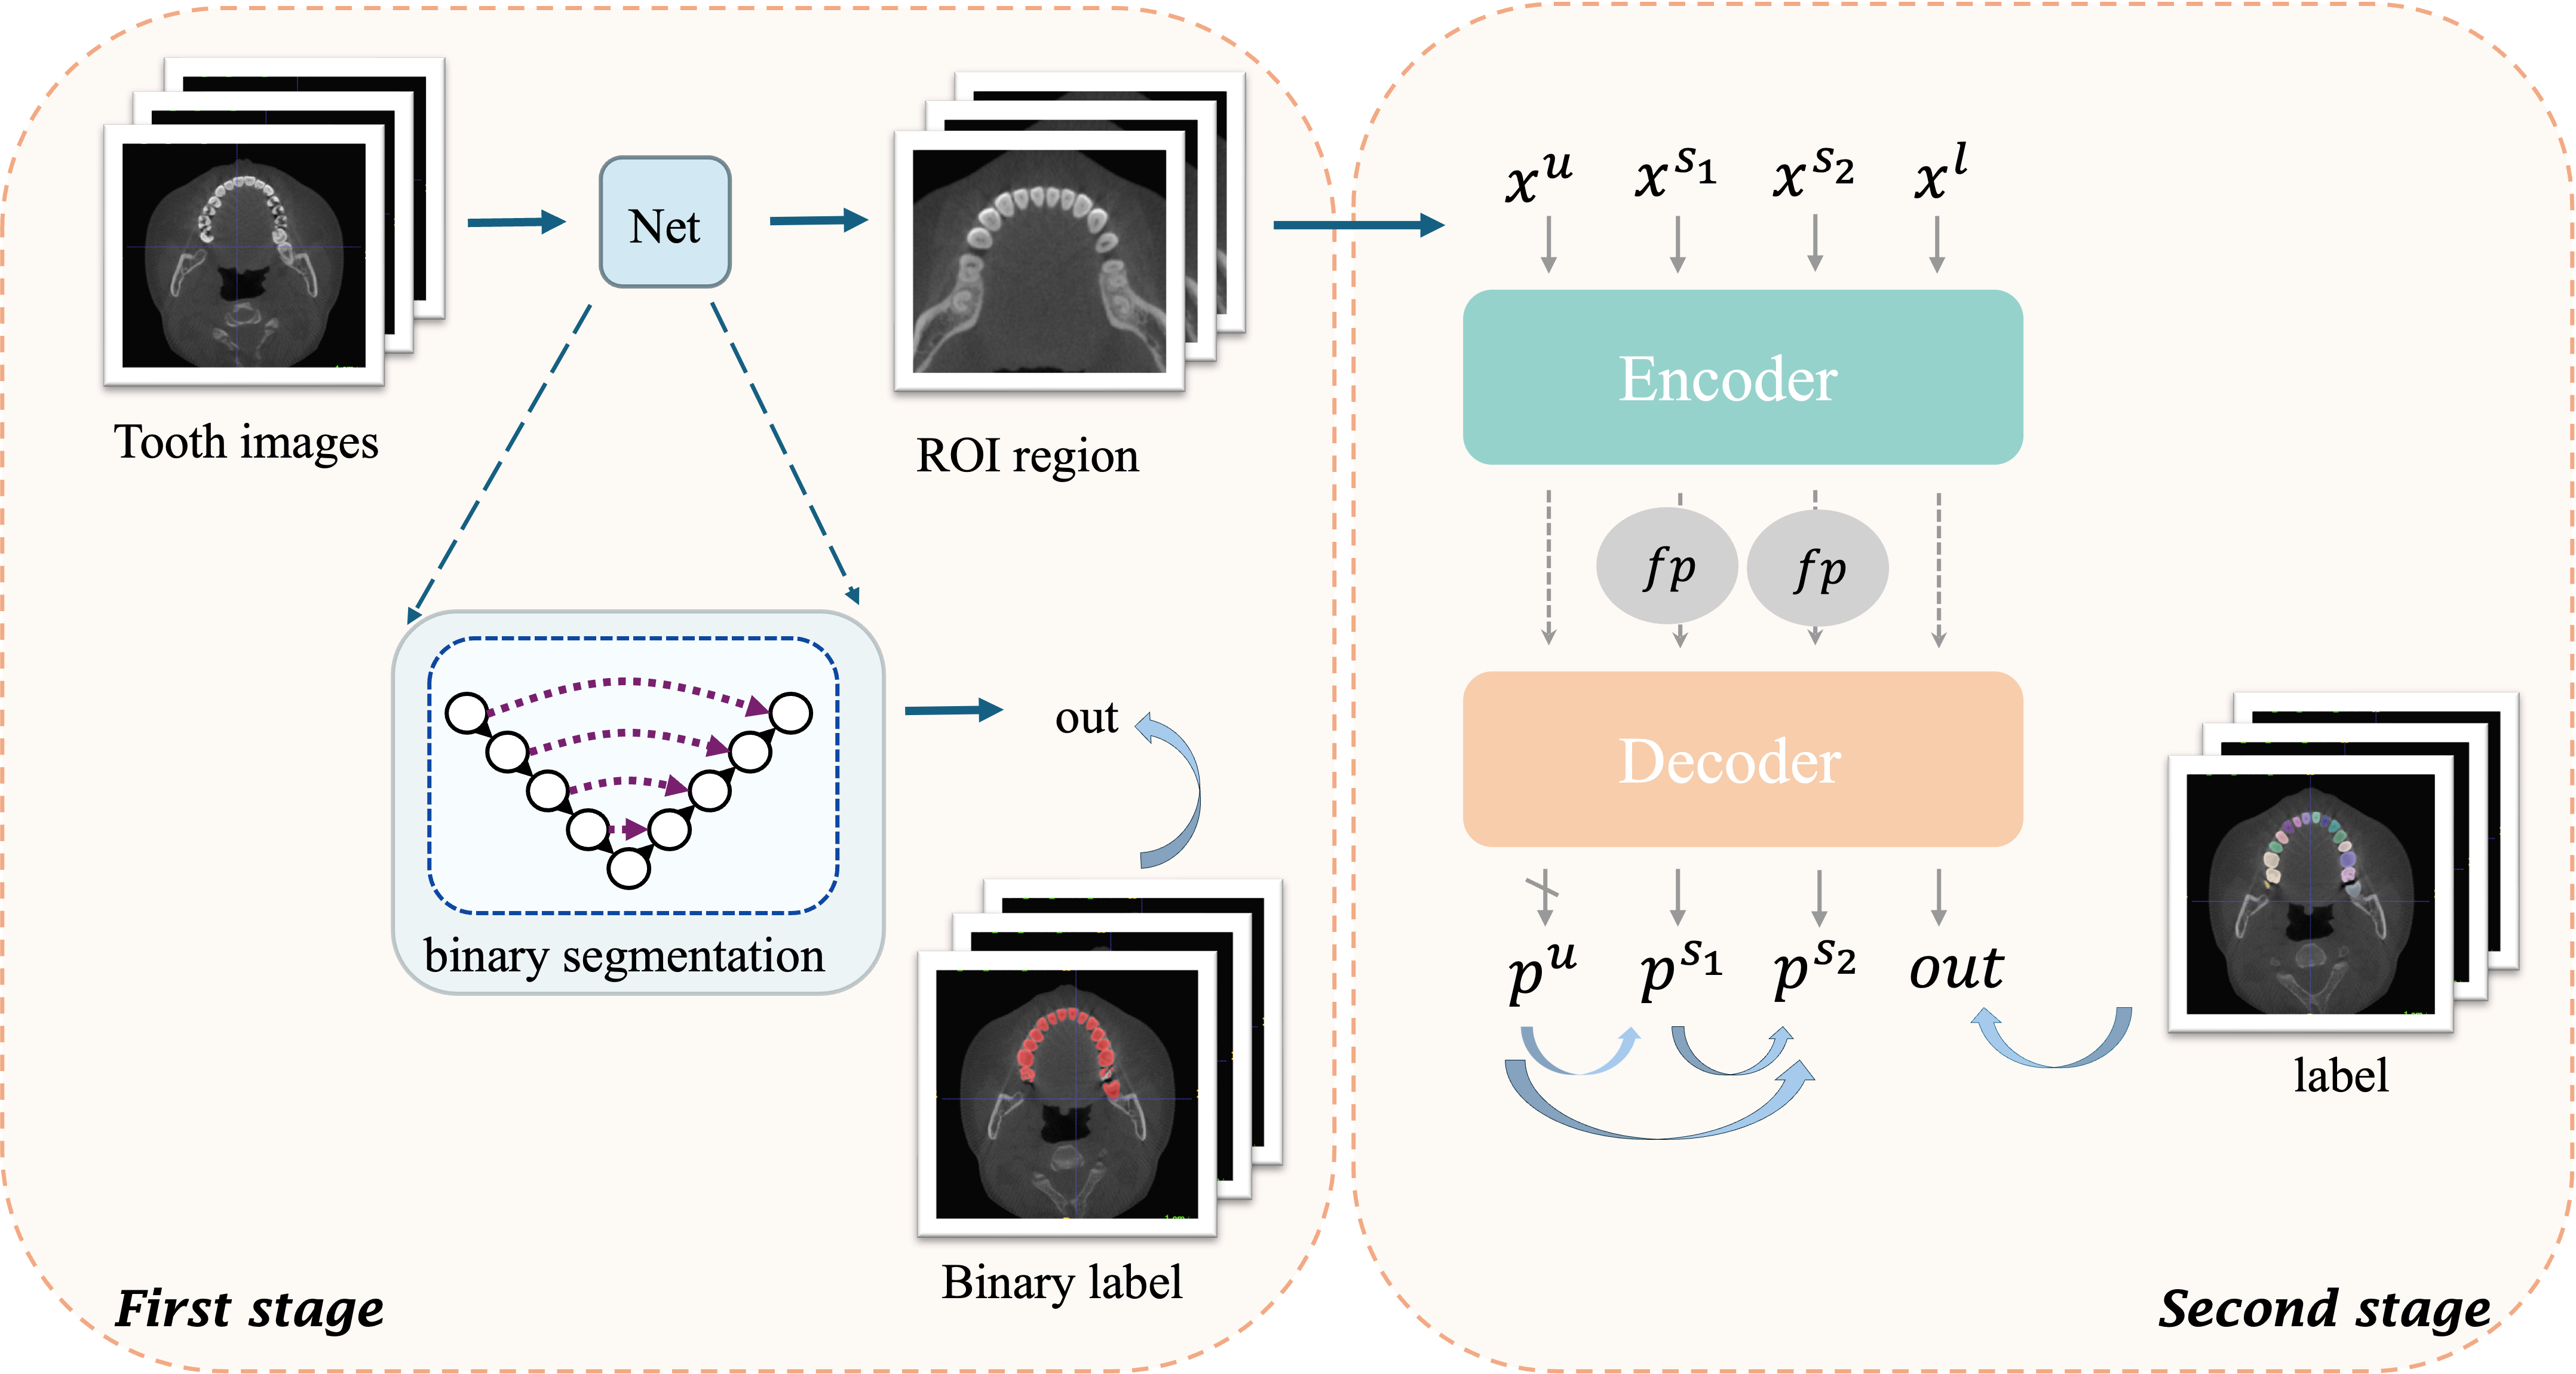 Net
Tooth images
ROI region
out
binary segmentation
Binary label
First stage
x^u x^{s_1} x^{s_2} x^l
Encoder
fp fp
Decoder
p^u p^{s_1} p^{s_2} out
label
Second stage